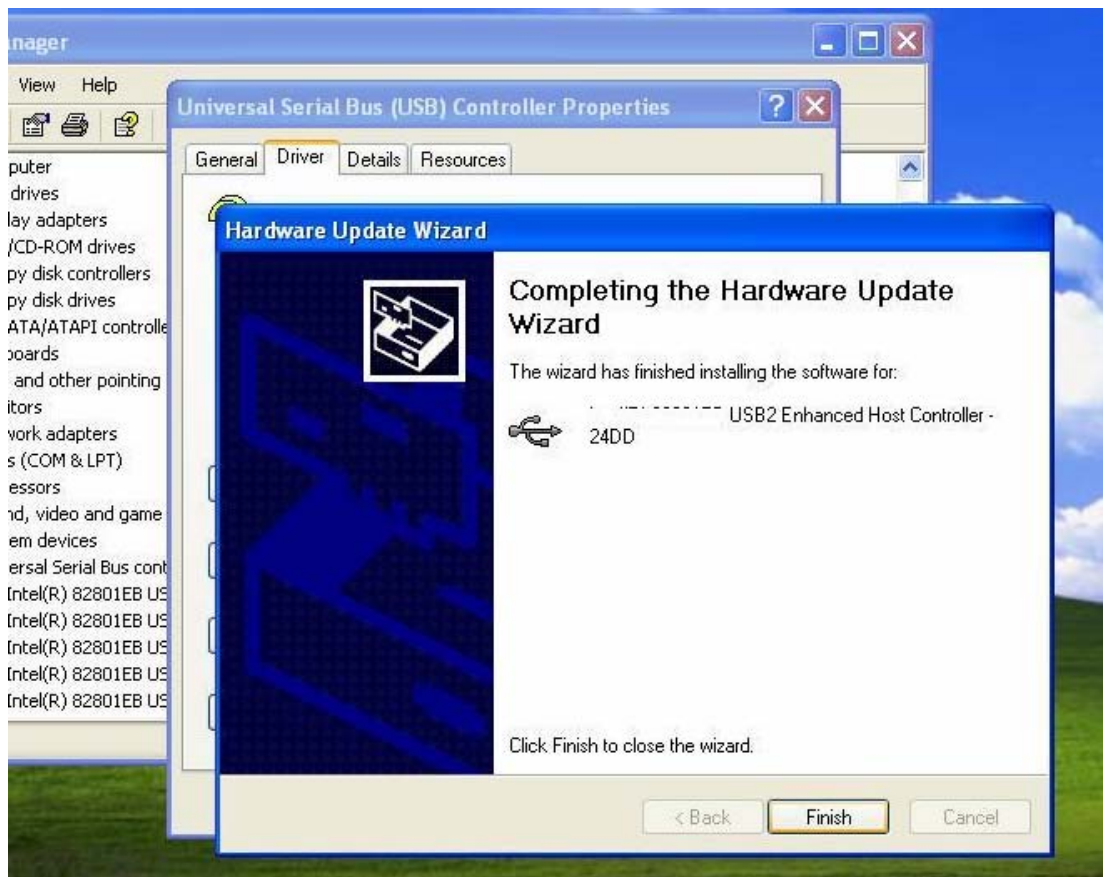 nager
View Help
Universal Serial Bus (USB) Controller Properties
General Driver Details Resources
puter
drives
lay adapters
/CD-ROM drives
py disk controllers
py disk drives
ATA/ATAPI controlle
oards
and other pointing
itors
work adapters
s (COM & LPT)
essors
nd, video and game
em devices
ersal Serial Bus cont
Intel(R) 82801EB US
Intel(R) 82801EB US
Intel(R) 82801EB US
Intel(R) 82801EB US
Intel(R) 82801EB US
Hardware Update Wizard
Completing the Hardware Update
Wizard
The wizard has finished installing the software for:
USB2 Enhanced Host Controller -
24DD
Click Finish to close the wizard.
< Back Finish Cancel